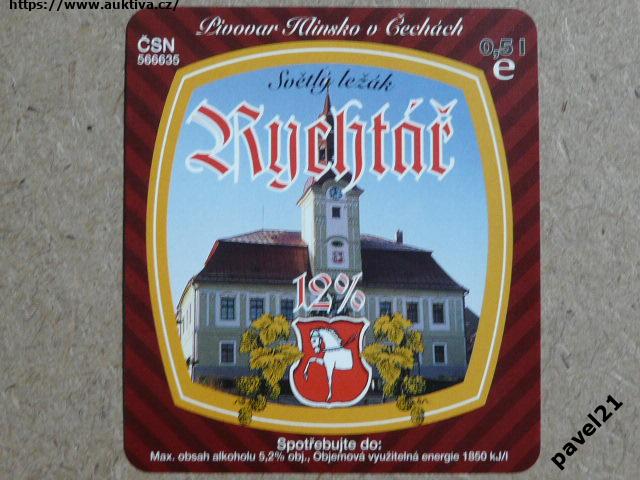 https://www.auktiva.cz/
Pivovar Hlinsko v Čechách
ČSN
566635
0,5 l
e
Světlý ležák
Rychtář
12%
Spotřebujte do:
Max. obsah alkoholu 5,2% obj., Objemová využitelná energie 1850 kJ/l
pavel21